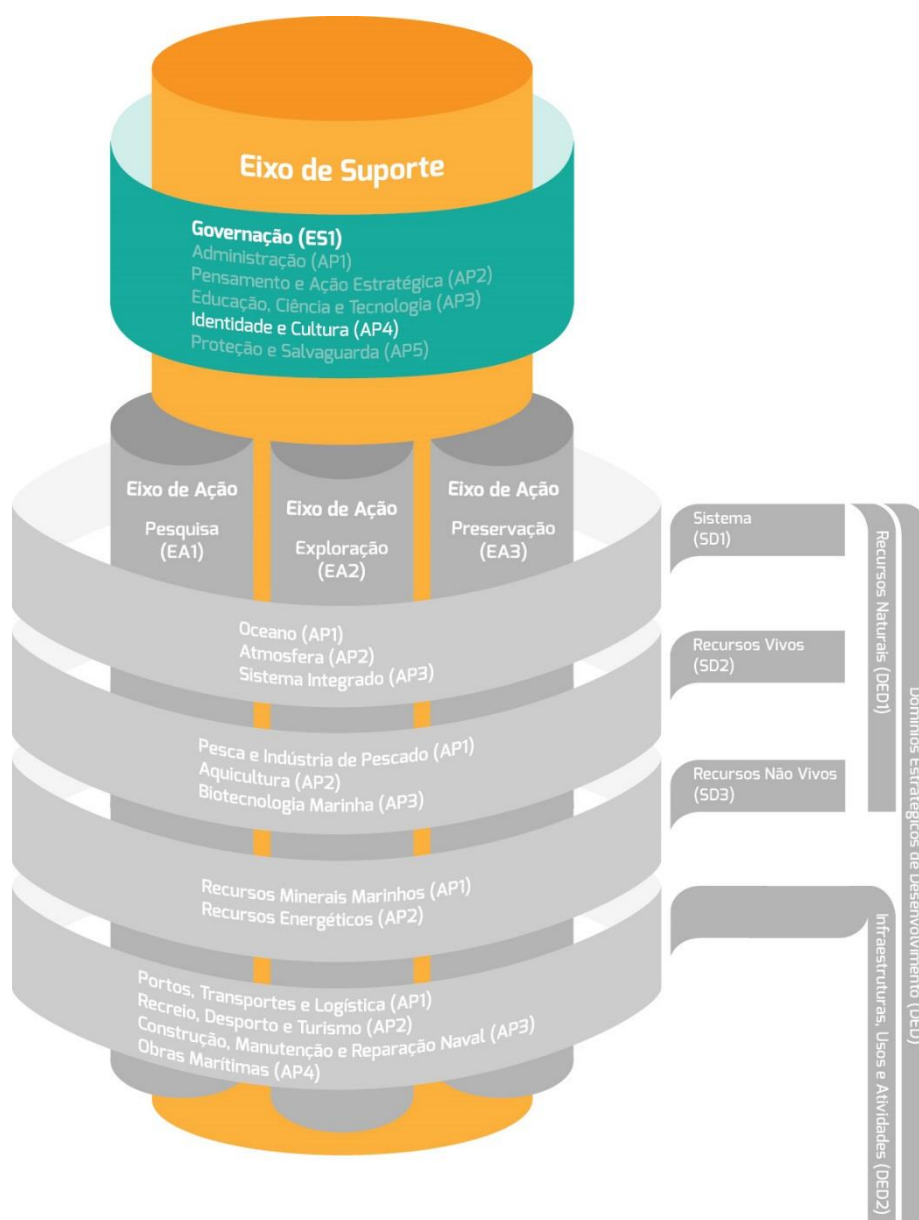 Eixo de Suporte
Governação (ES1)
Administração (AP1)
Pensamento e Ação Estratégica (AP2)
Educação, Ciência e Tecnologia (AP3)
Identidade e Cultura (AP4)
Proteção e Salvaguarda (AP5)
Eixo de Ação
Pesquisa
(EA1)
Eixo de Ação
Exploração
(EA2)
Eixo de Ação
Preservação
(EA3)
Oceano (AP1)
Atmosfera (AP2)
Sistema Integrado (AP3)
Sistema
(SD1)
Pesca e Indústria de Pescado (AP1)
Aquicultura (AP2)
Biotecnologia Marinha (AP3)
Recursos Vivos
(SD2)
Recursos Minerais Marinhos (AP1)
Recursos Energéticos (AP2)
Recursos Não Vivos
(SD3)
Portos, Transportes e Logística (AP1)
Recreio, Desporto e Turismo (AP2)
Construção, Manutenção e Reparação Naval (AP3)
Obras Marítimas (AP4)
Recursos Naturais (DED1)
Infraestruturas, Usos e Atividades (DED2)
Domínios Estratégicos de Desenvolvimento (DED)